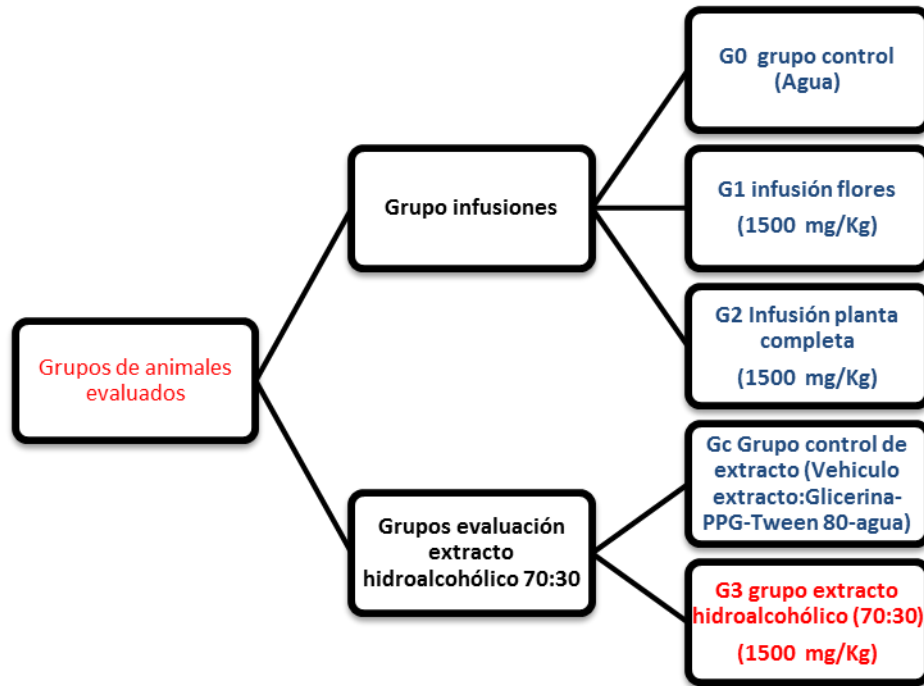 Grupos de animales
evaluados
Grupo infusiones
G0 grupo control
(Agua)
G1 infusión flores
(1500 mg/Kg)
G2 Infusión planta
completa
(1500 mg/Kg)
Grupos evaluación
extracto
hidroalcohólico 70:30
Gc Grupo control de
extracto (Vehiculo
extracto:Glicerina-
PPG-Tween 80-agua)
G3 grupo extracto
hidroalcohólico (70:30)
(1500 mg/Kg)